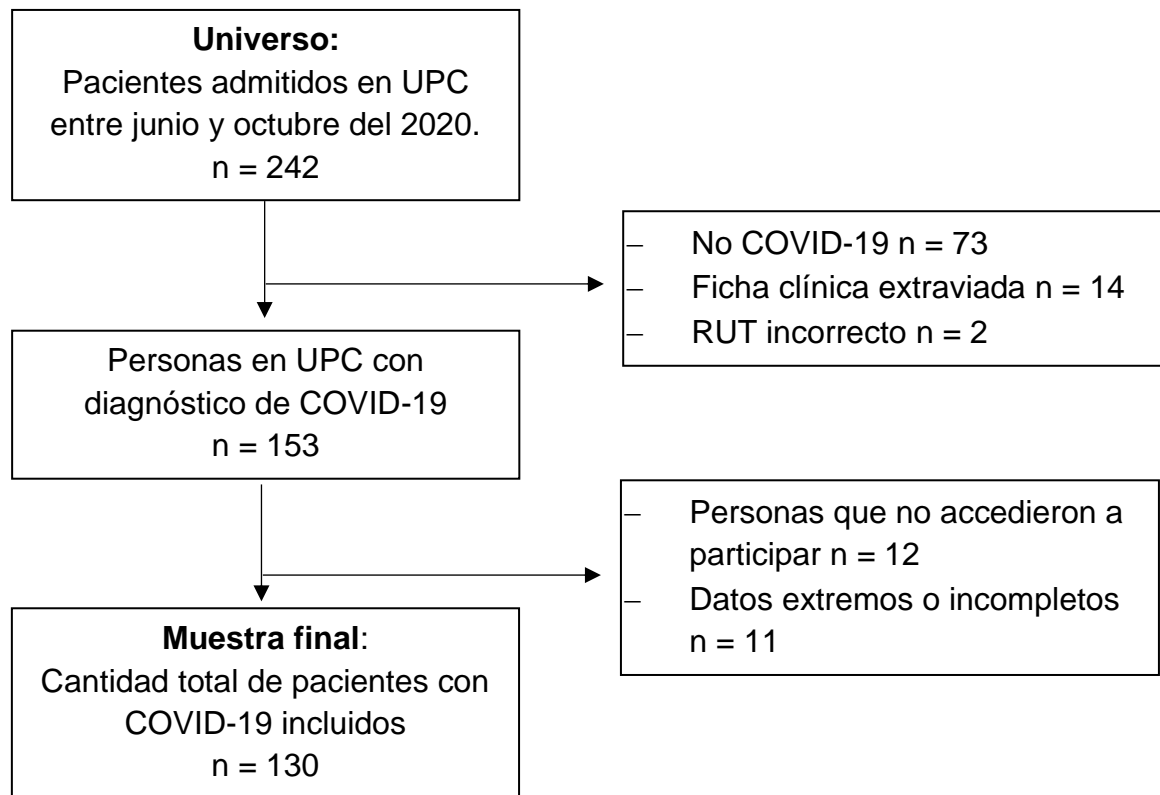 Universo:
Pacientes admitidos en UPC
entre junio y octubre del 2020.
n = 242
– No COVID-19 n = 73
– Ficha clínica extraviada n = 14
– RUT incorrecto n = 2
Personas en UPC con
diagnóstico de COVID-19
n = 153
– Personas que no accedieron a
participar n = 12
– Datos extremos o incompletos
n = 11
Muestra final:
Cantidad total de pacientes con
COVID-19 incluidos
n = 130